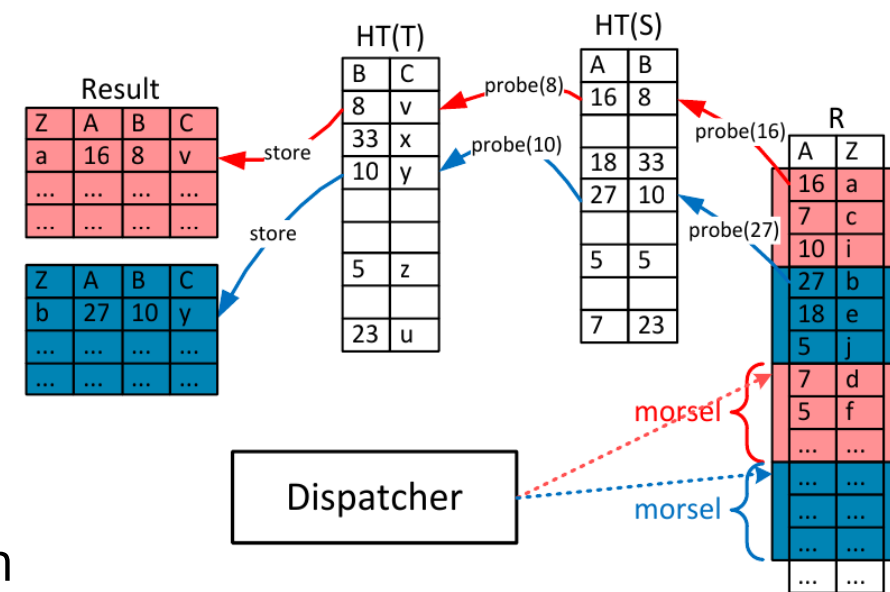 Result
Z A B C
a 16 8 v
... ... ... ...
... ... ... ...
Z A B C
b 27 10 y
... ... ... ...
... ... ... ...
store
store
HT(T)
B C
8 v
33 x
10 y
5 z
23 u
probe(8)
probe(10)
HT(S)
A B
16 8
18 33
27 10
5 5
7 23
probe(16)
probe(27)
R
A Z
16 a
7 c
10 i
27 b
18 e
5 j
7 d
5 f
... ...
... ...
... ...
... ...
... ...
morsel
morsel
Dispatcher
n